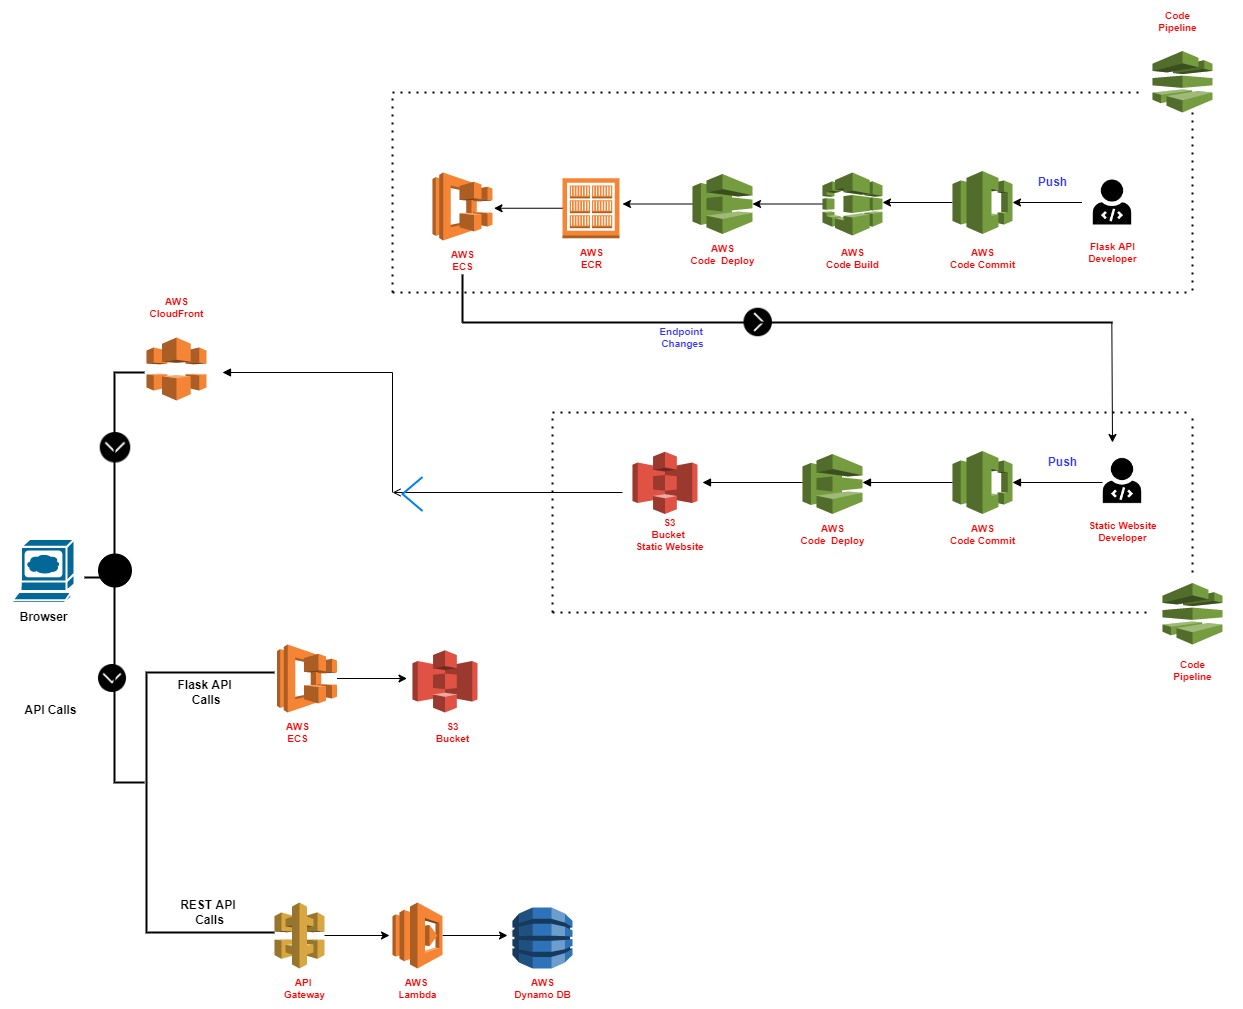 Code
Pipeline
Push
AWS
ECS
AWS
ECR
AWS
Code  Deploy
AWS
Code Build
AWS
Code Commit
Flask API
Developer
AWS
CloudFront
Endpoint
Changes
Push
S3
Bucket
Static Website
AWS
Code  Deploy
AWS
Code Commit
Static Website
Developer
Browser
Code
Pipeline
Flask API
Calls
API Calls
AWS
ECS
S3
Bucket
REST API
Calls
API
Gateway
AWS
Lambda
AWS
Dynamo DB